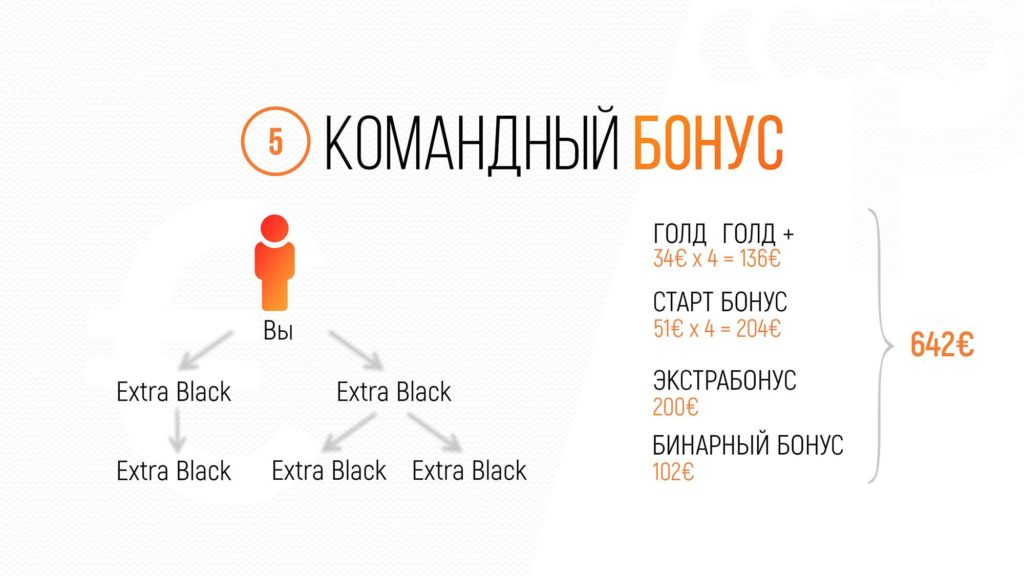 5 КОМАНДНЫЙ БОНУС
Вы
Extra Black
Extra Black
Extra Black
Extra Black
Extra Black
ГОЛД ГОЛД +
34€ x 4 = 136€
СТАРТ БОНУС
51€ x 4 = 204€
ЭКСТРАБОНУС
200€
БИНАРНЫЙ БОНУС
102€
642€